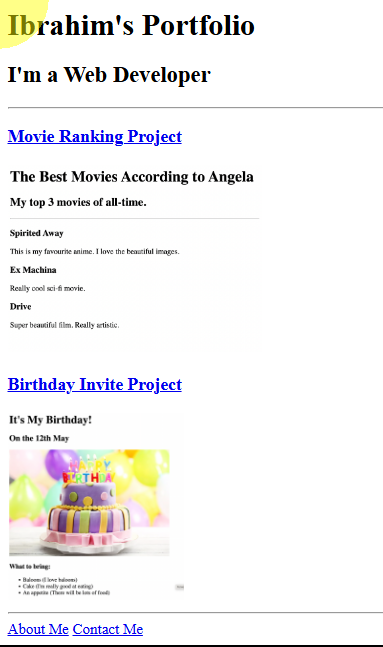 Ibrahim's Portfolio
I'm a Web Developer
Movie Ranking Project
The Best Movies According to Angela
My top 3 movies of all-time.
Spirited Away
This is my favourite anime. I love the beautiful images.
Ex Machina
Really cool sci-fi movie.
Drive
Super beautiful film. Really artistic.
Birthday Invite Project
It's My Birthday!
On the 12th May
HAPPY
BIRTHDAY
What to bring:
• Baloons (I love baloons)
• Cake (I'm really good at eating)
• An appetite (There will be lots of food)
About Me Contact Me